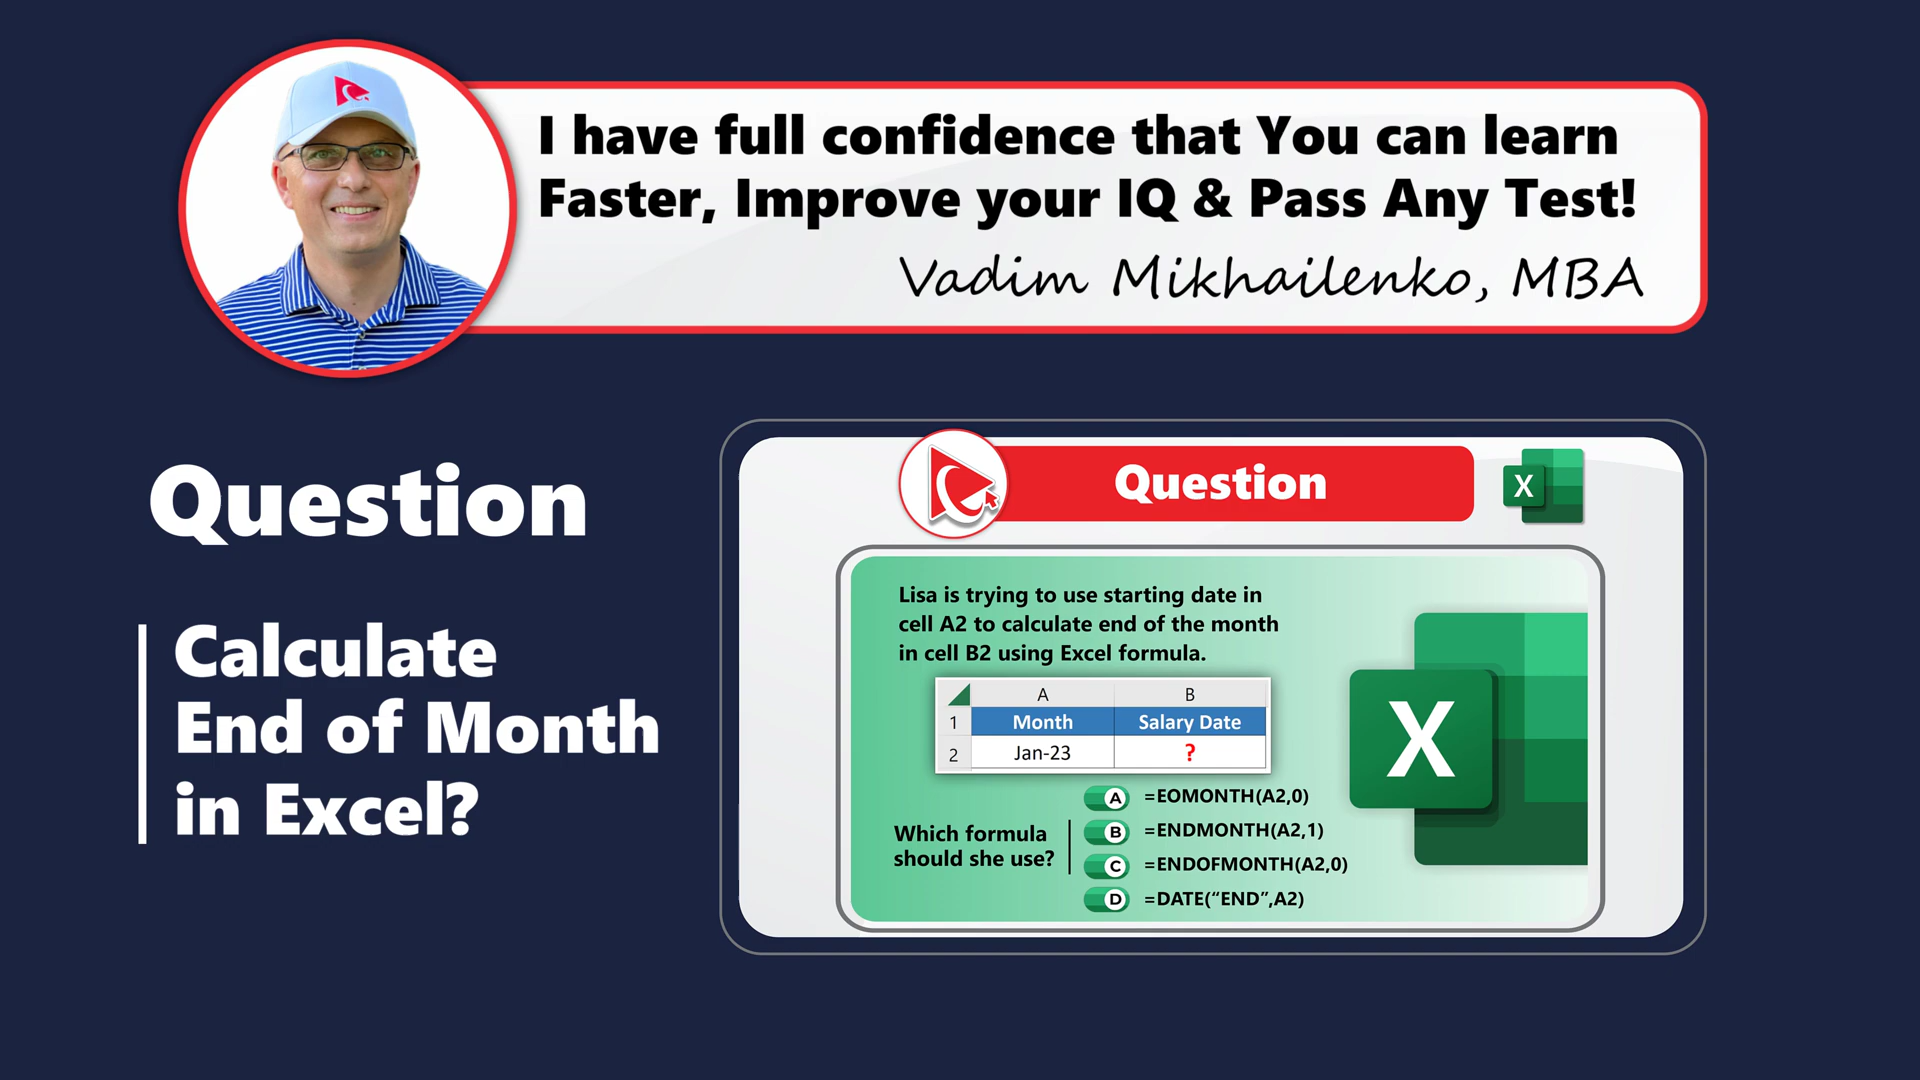 I have full confidence that You can learn
Faster, Improve your IQ & Pass Any Test!
Vadim Mikhailenko, MBA
Question
Calculate
End of Month
in Excel?
Question
X
Lisa is trying to use starting date in
cell A2 to calculate end of the month
in cell B2 using Excel formula.
A B
1 Month Salary Date
2 Jan-23 ?
Which formula
should she use?
A =EOMONTH(A2,0)
B =ENDMONTH(A2,1)
C =ENDOFMONTH(A2,0)
D =DATE(“END”,A2)
X